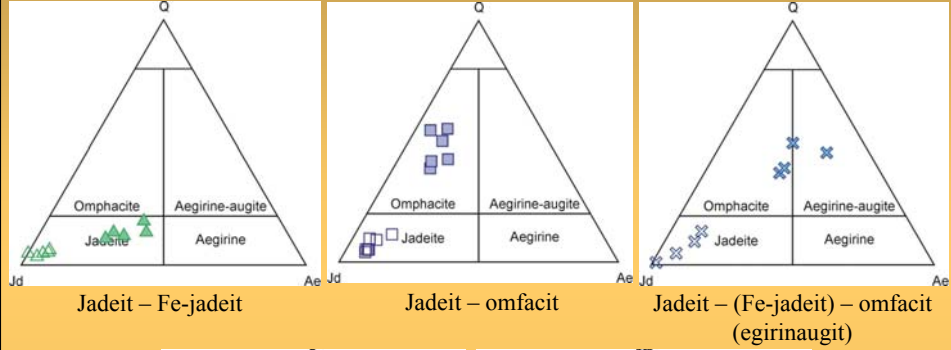 Q
Omphacite
Aegirine-augite
Jadeite
Aegirine
Jd
Ae
Jadeit – Fe-jadeit
Q
Omphacite
Aegirine-augite
Jadeite
Aegirine
Jd
Ae
Jadeit – omfacit
Q
Omphacite
Aegirine-augite
Jadeite
Aegirine
Jd
Ae
Jadeit – (Fe-jadeit) – omfacit
(egirinaugit)